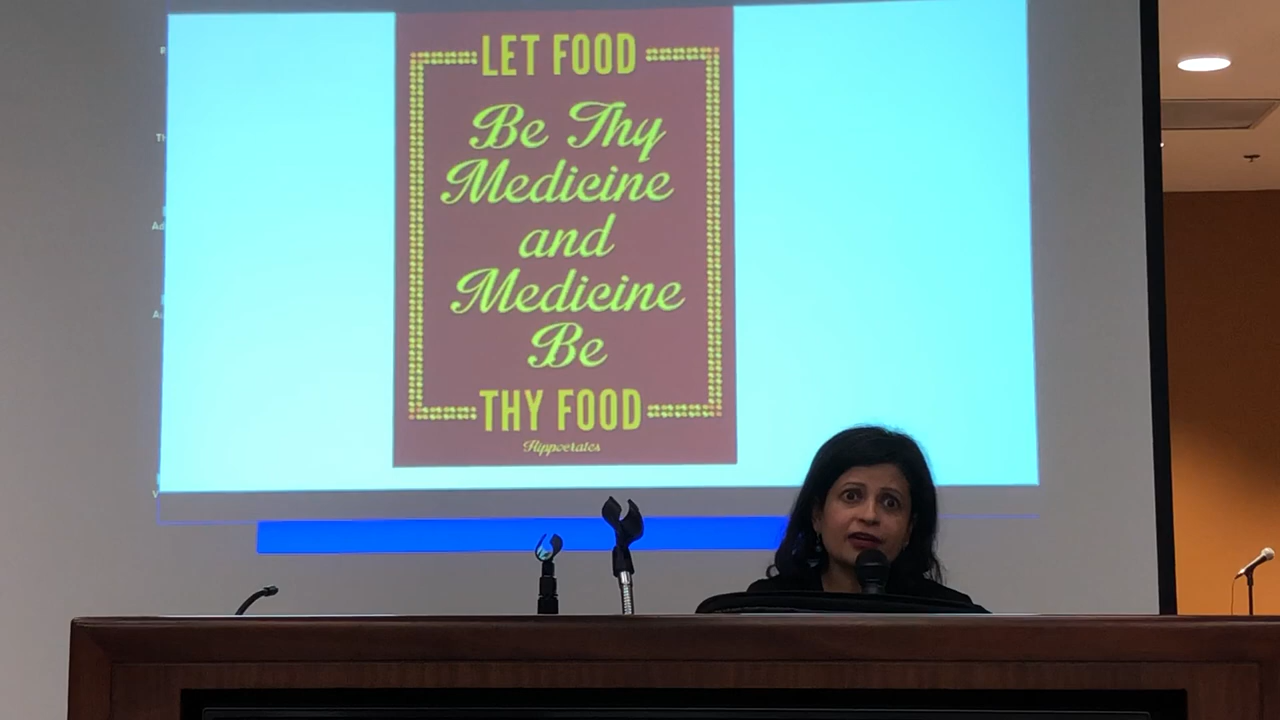 LET FOOD
Be Thy
Medicine
and
Medicine
Be
THY FOOD
Hippocrates